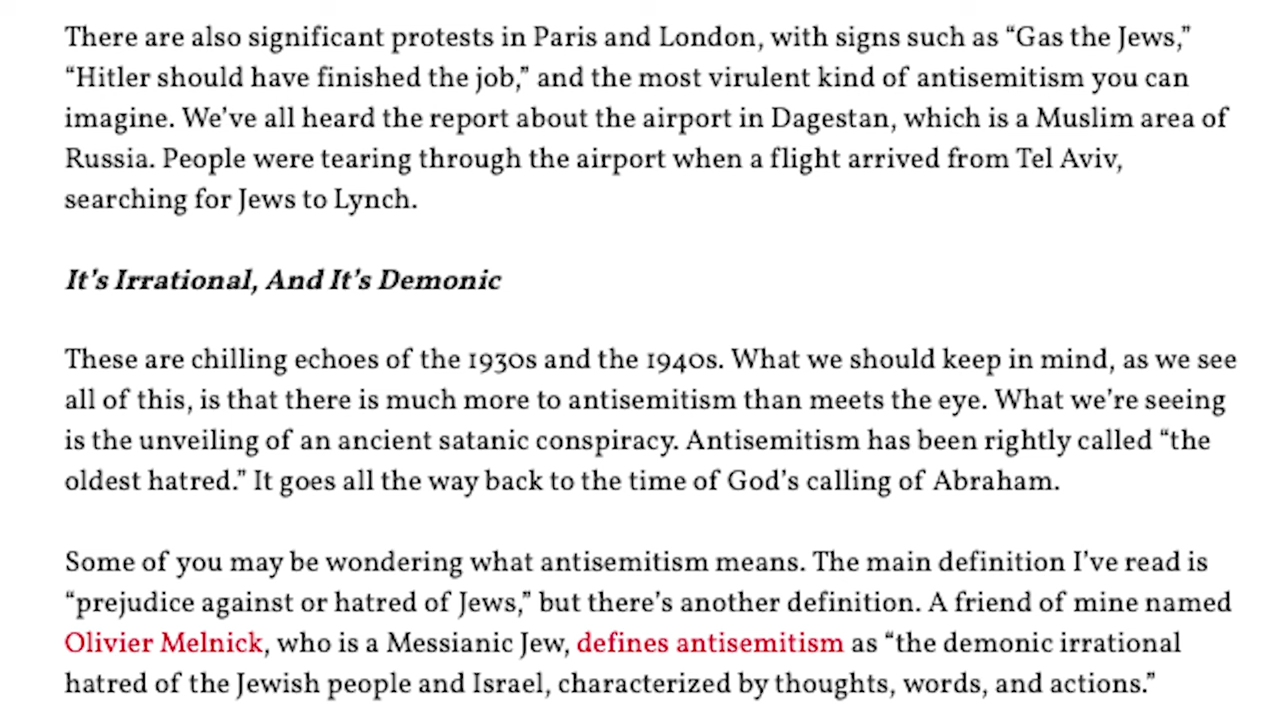 There are also significant protests in Paris and London, with signs such as “Gas the Jews,”
“Hitler should have finished the job,” and the most virulent kind of antisemitism you can
imagine. We’ve all heard the report about the airport in Dagestan, which is a Muslim area of
Russia. People were tearing through the airport when a flight arrived from Tel Aviv,
searching for Jews to Lynch.
It’s Irrational, And It’s Demonic
These are chilling echoes of the 1930s and the 1940s. What we should keep in mind, as we see
all of this, is that there is much more to antisemitism than meets the eye. What we’re seeing
is the unveiling of an ancient satanic conspiracy. Antisemitism has been rightly called “the
oldest hatred.” It goes all the way back to the time of God’s calling of Abraham.
Some of you may be wondering what antisemitism means. The main definition I’ve read is
“prejudice against or hatred of Jews,” but there’s another definition. A friend of mine named
Olivier Melnick, who is a Messianic Jew, defines antisemitism as “the demonic irrational
hatred of the Jewish people and Israel, characterized by thoughts, words, and actions.”